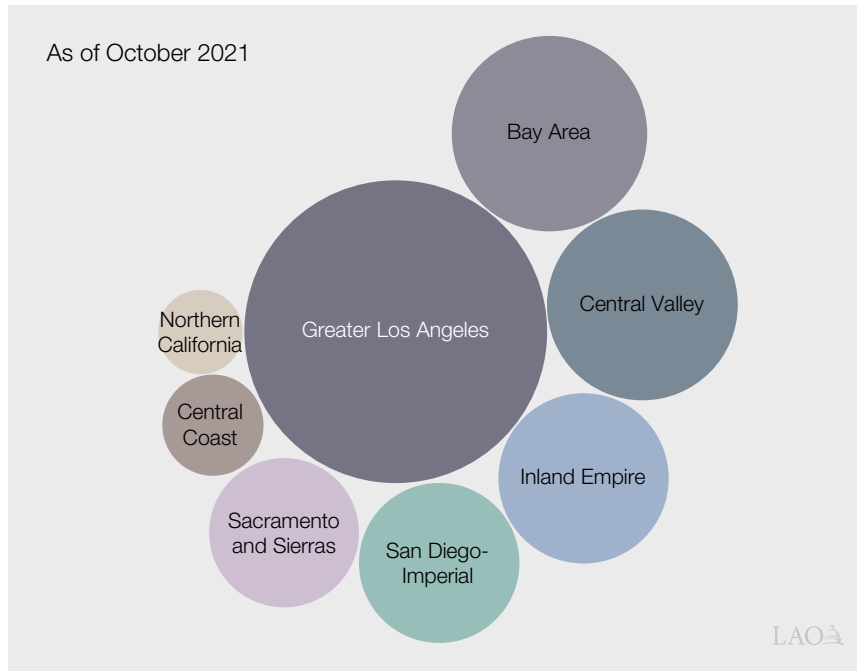 As of October 2021
Bay Area
Central Valley
Greater Los Angeles
Northern
California
Central
Coast
Inland Empire
Sacramento
and Sierras
San Diego-
Imperial
LAO